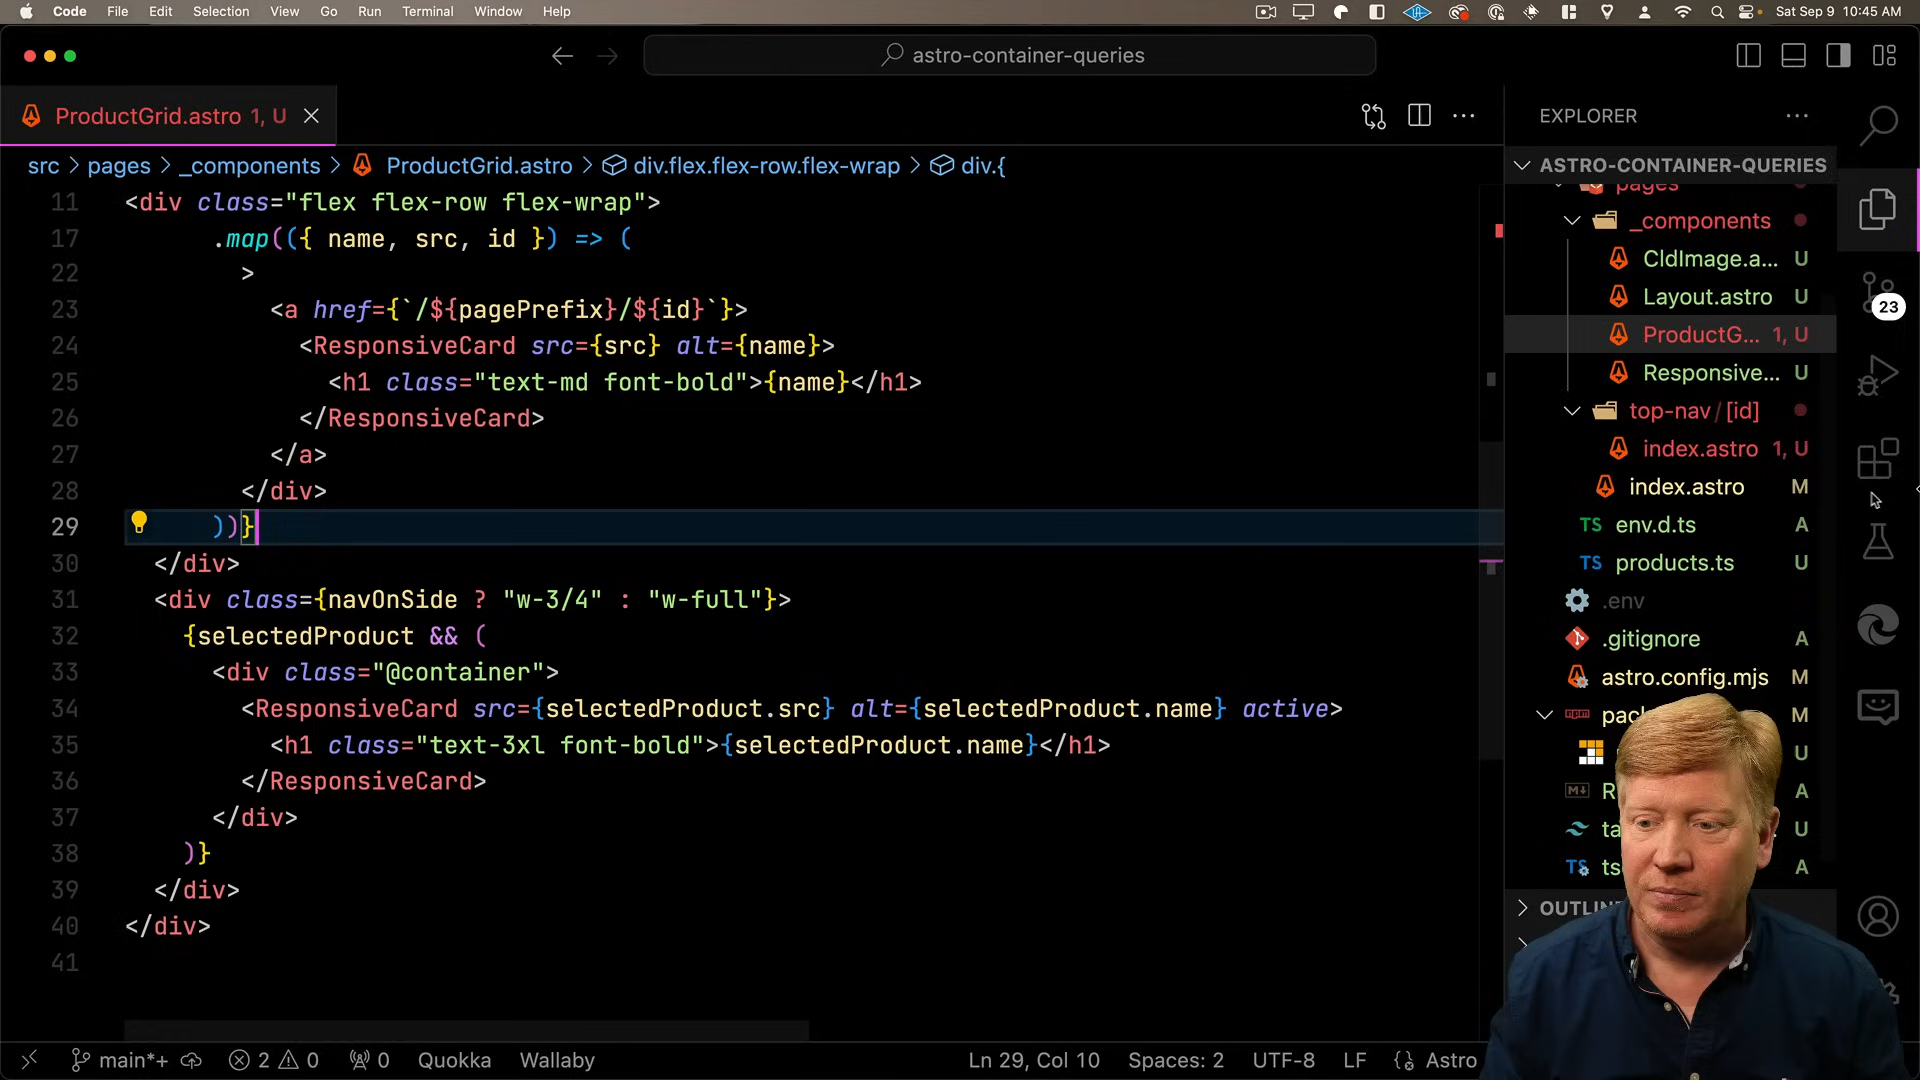 Code File Edit Selection View Go Run Terminal Window Help Sat Sep 9 10:45 AM
astro-container-queries
ProductGrid.astro 1, U
src > pages > _components > ProductGrid.astro > div.flex.flex-row.flex-wrap > div.{
11 <div class="flex flex-row flex-wrap">
17 .map(({ name, src, id }) => (
22 >
23 <a href={`/${pagePrefix}/${id}`}>
24 <ResponsiveCard src={src} alt={name}>
25 <h1 class="text-md font-bold">{name}</h1>
26 </ResponsiveCard>
27 </a>
28 </div>
29 ))}
30 </div>
31 <div class={navOnSide ? "w-3/4" : "w-full"}>
32 {selectedProduct && (
33 <div class="@container">
34 <ResponsiveCard src={selectedProduct.src} alt={selectedProduct.name} active>
35 <h1 class="text-3xl font-bold">{selectedProduct.name}</h1>
36 </ResponsiveCard>
37 </div>
38 )}
39 </div>
40 </div>
41
EXPLORER
ASTRO-CONTAINER-QUERIES
pages
_components
CldImage.a... U
Layout.astro U
ProductG... 1, U
Responsive... U
top-nav / [id]
index.astro 1, U
index.astro M
TS env.d.ts A
TS products.ts U
.env
.gitignore A
astro.config.mjs M
M
U
A
U
TS ts A
23
main*+ 2 0 0 Quokka Wallaby Ln 29, Col 10 Spaces: 2 UTF-8 LF Astro